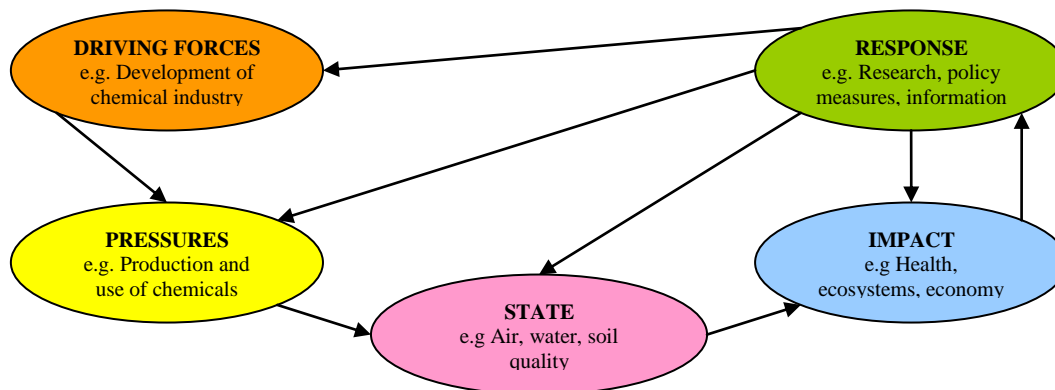 DRIVING FORCES
e.g. Development of
chemical industry
RESPONSE
e.g. Research, policy
measures, information
PRESSURES
e.g. Production and
use of chemicals
IMPACT
e.g Health,
ecosystems, economy
STATE
e.g Air, water, soil
quality